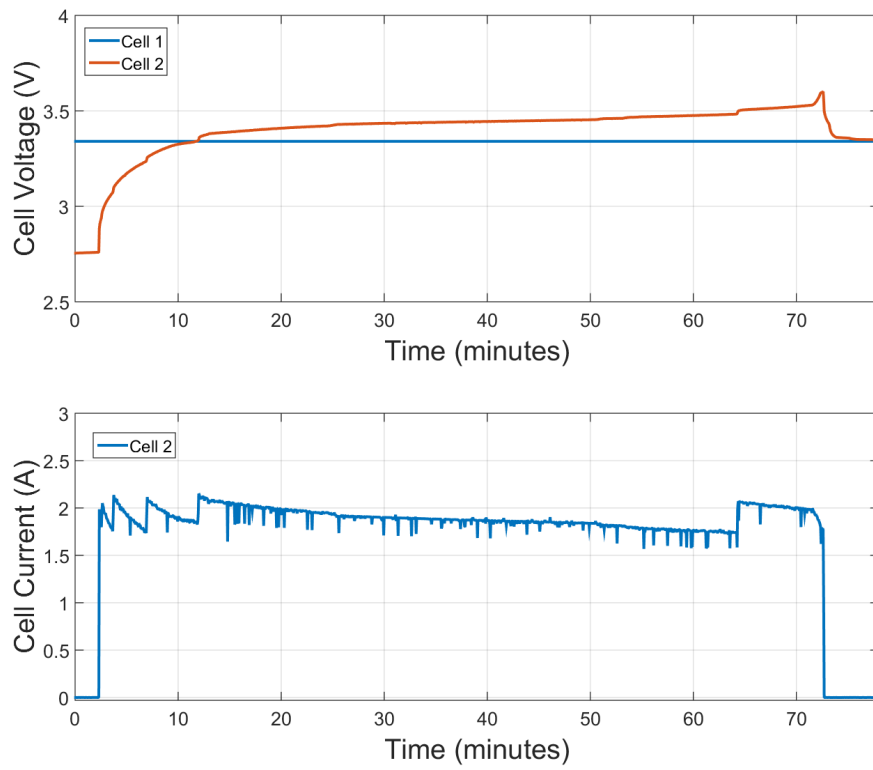 Cell Voltage (V)
4
3.5
3
2.5
Cell 1
Cell 2
0 10 20 30 40 50 60 70
Time (minutes)
Cell Current (A)
3
2.5
2
1.5
1
0.5
0
Cell 2
0 10 20 30 40 50 60 70
Time (minutes)